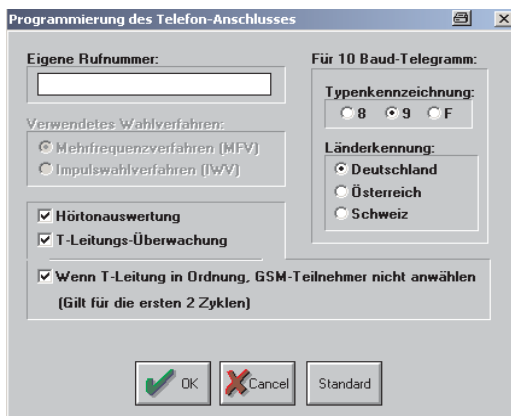 Programmierung des Telefon-Anschlusses
Eigene Rufnummer:
Verwendetes Wahlverfahren:
Mehrfrequenzverfahren (MFV)
Impulswahlverfahren (IWV)
Hörtonauswertung
T-Leitungs-Überwachung
Für 10 Baud-Telegramm:
Typenkennzeichnung:
8 9 F
Länderkennung:
Deutschland
Österreich
Schweiz
Wenn T-Leitung in Ordnung, GSM-Teilnehmer nicht anwählen
(Gilt für die ersten 2 Zyklen)
OK Cancel Standard